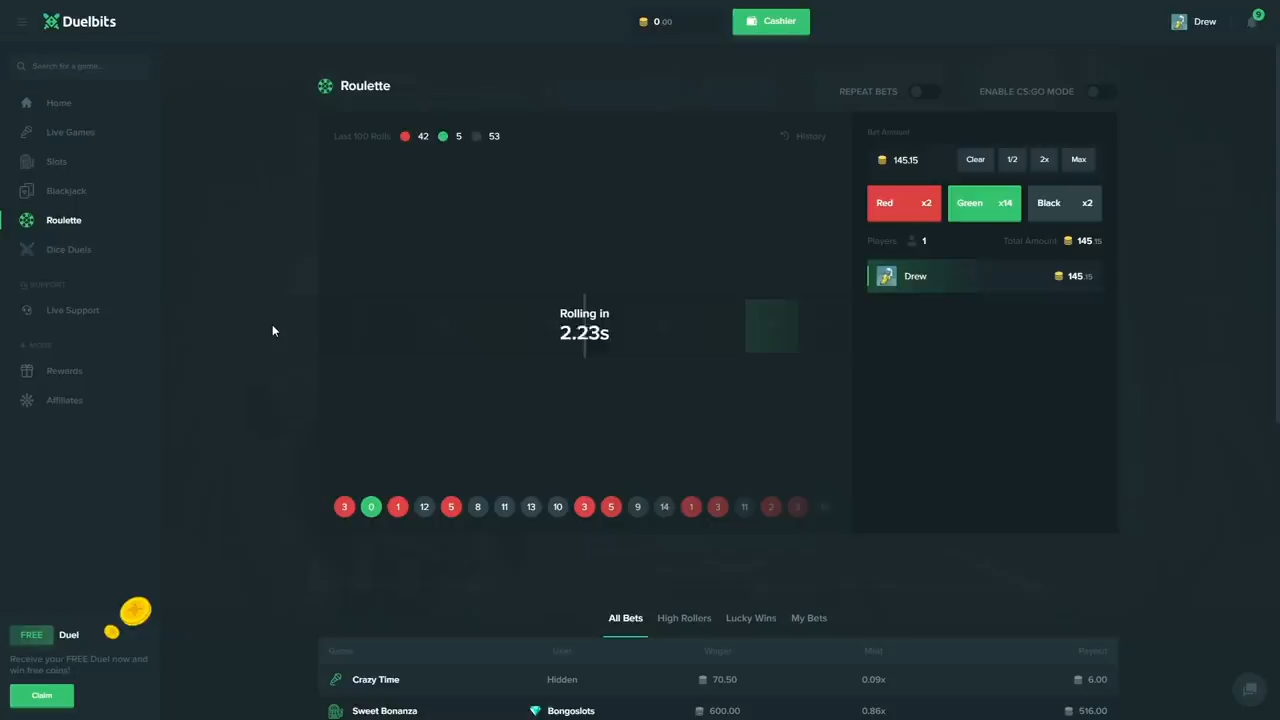 Duelbits
0.00
Cashier
Drew
9
Search for a game...
Home
Live Games
Slots
Blackjack
Roulette
Dice Duels
SUPPORT
Live Support
MORE
Rewards
Affiliates
FREE Duel
Receive your FREE Duel now and
win free coins!
Claim
Roulette
REPEAT BETS
ENABLE CS:GO MODE
Last 100 Rolls 42 5 53
History
Rolling in
2.23s
3 0 1 12 5 8 11 13 10 3 5 9 14 1 3 11 2 3
Bet Amount
145.15 Clear 1/2 2x Max
Red x2 Green x14 Black x2
Players 1 Total Amount 145.15
Drew 145.15
All Bets High Rollers Lucky Wins My Bets
Game User Wager Mult Payout
Crazy Time Hidden 70.50 0.09x 6.00
Sweet Bonanza Bongoslots 600.00 0.86x 516.00